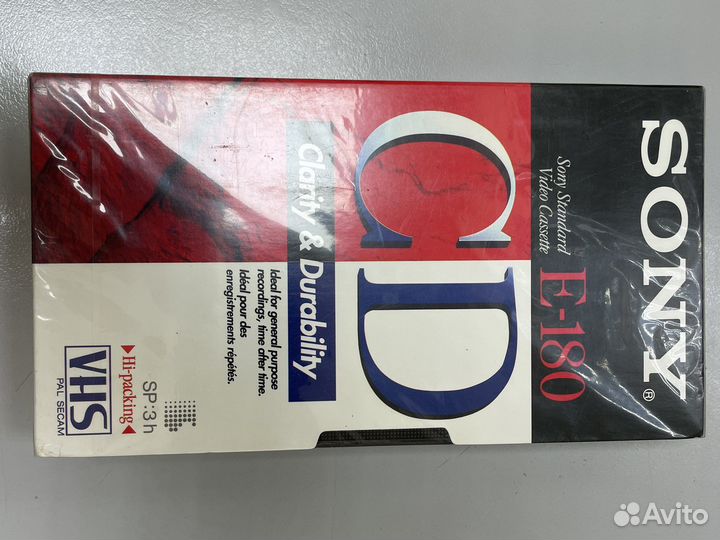 SONY®
Sony Standard
Video Cassette
E-180
CD
Clarity & Durability
Ideal for general purpose
recordings, time after time.
Idéal pour des
enregistrements répétés.
SP:3h
Hi-packing
VHS
PAL SECAM
Avito